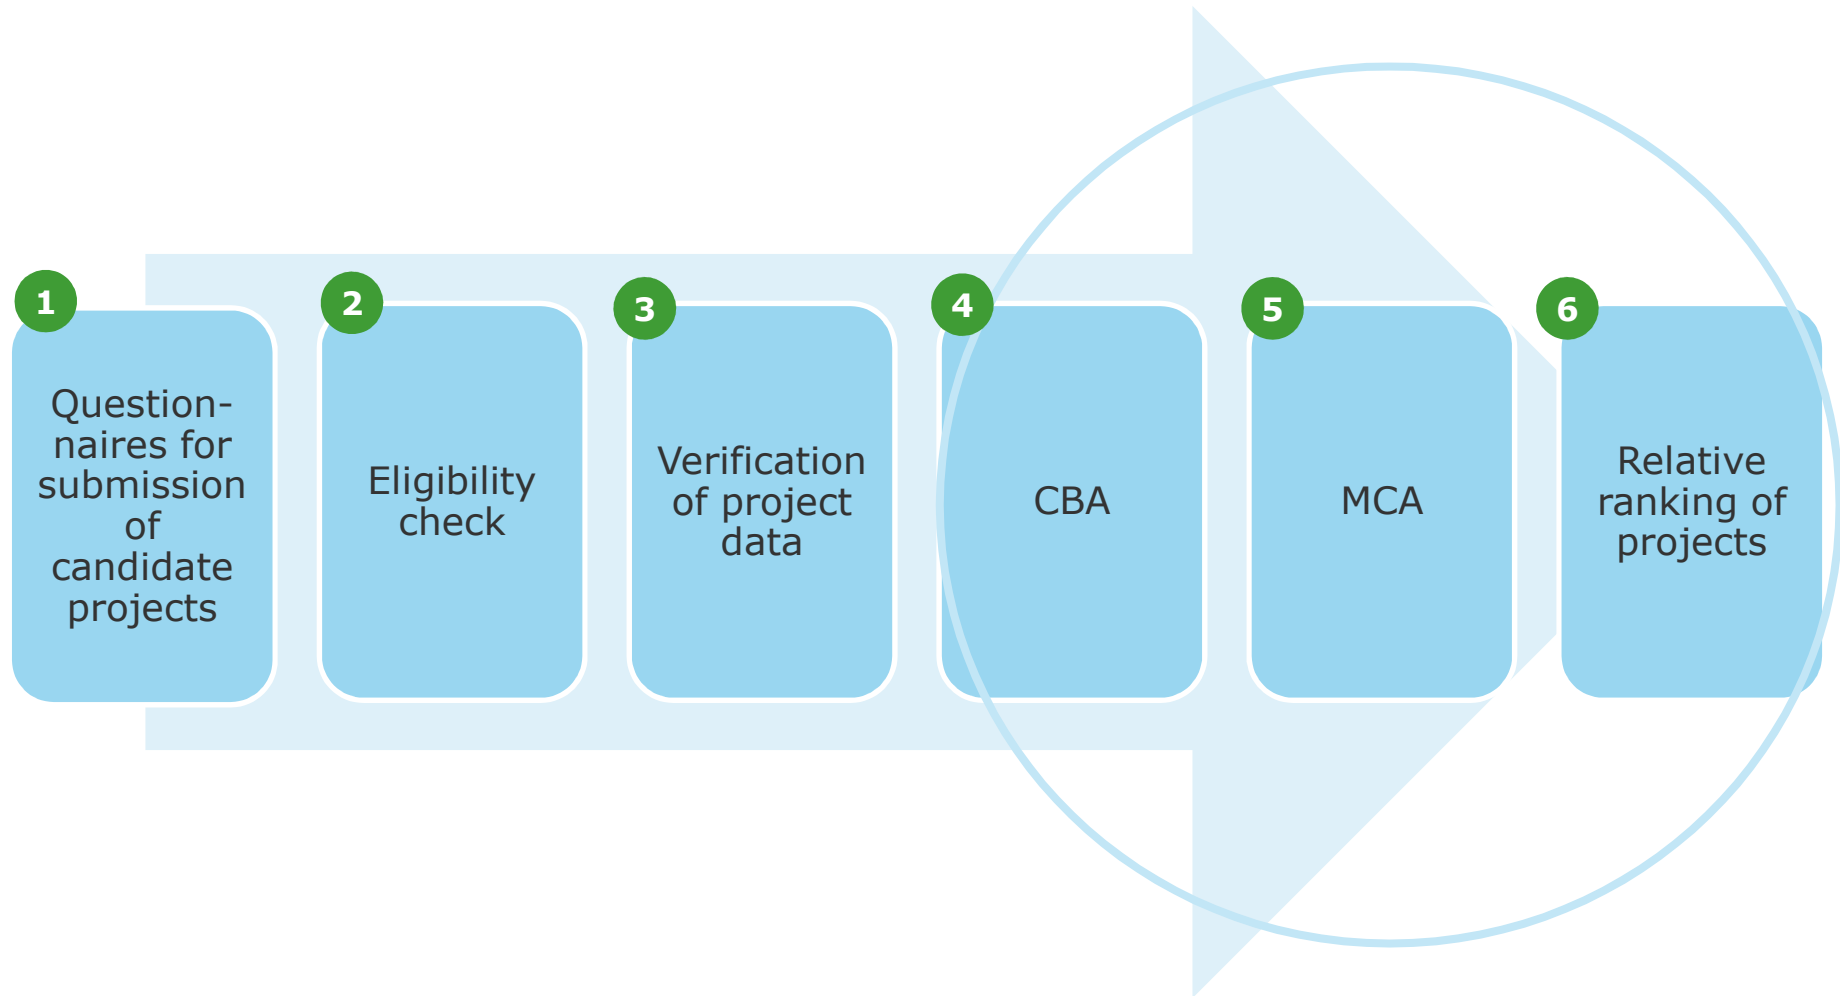 1
Question-
naires for
submission
of
candidate
projects
2
Eligibility
check
3
Verification
of project
data
4
CBA
5
MCA
6
Relative
ranking of
projects